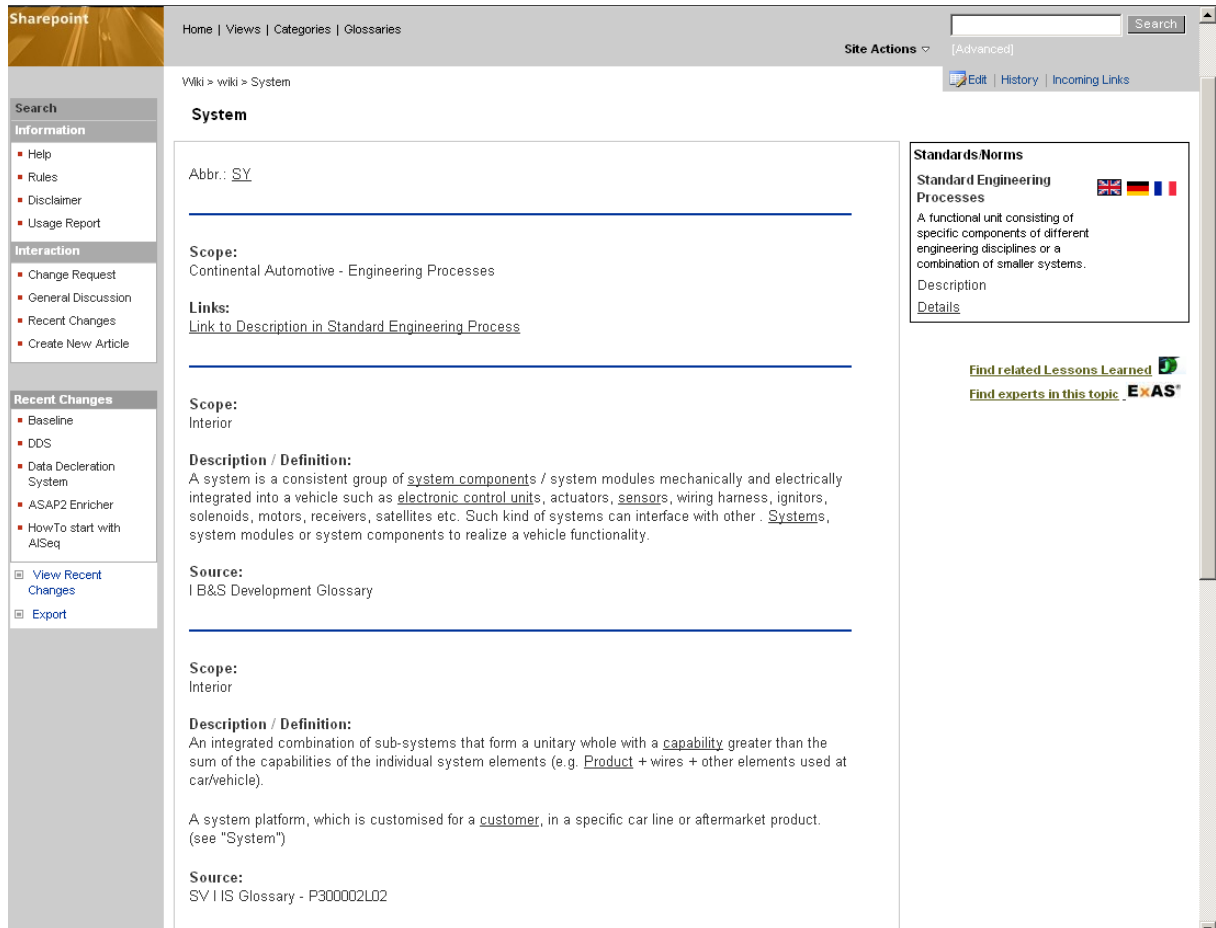 Sharepoint
Home | Views | Categories | Glossaries
Search
Site Actions
[Advanced]
Wiki > wiki > System
Edit | History | Incoming Links
System
Search
Information
Help
Rules
Disclaimer
Usage Report
Interaction
Change Request
General Discussion
Recent Changes
Create New Article
Recent Changes
Baseline
DDS
Data Decleration
System
ASAP2 Enricher
HowTo start with
AISeq
View Recent
Changes
Export
Abbr.: SY
Scope:
Continental Automotive - Engineering Processes
Links:
Link to Description in Standard Engineering Process
Scope:
Interior
Description / Definition:
A system is a consistent group of system components / system modules mechanically and electrically
integrated into a vehicle such as electronic control units, actuators, sensors, wiring harness, ignitors,
solenoids, motors, receivers, satellites etc. Such kind of systems can interface with other . Systems,
system modules or system components to realize a vehicle functionality.
Source:
I B&S Development Glossary
Scope:
Interior
Description / Definition:
An integrated combination of sub-systems that form a unitary whole with a capability greater than the
sum of the capabilities of the individual system elements (e.g. Product + wires + other elements used at
car/vehicle).
A system platform, which is customised for a customer, in a specific car line or aftermarket product.
(see "System")
Source:
SV I IS Glossary - P300002L02
Standards/Norms
Standard Engineering
Processes
A functional unit consisting of
specific components of different
engineering disciplines or a
combination of smaller systems.
Description
Details
Find related Lessons Learned
Find experts in this topic ExAS®